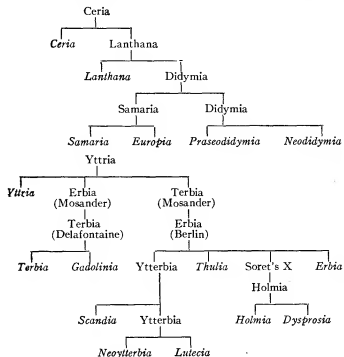 Ceria
Ceria Lanthana
Lanthana Didymia
Samaria Didymia
Samaria Europia Praseodidymia Neodidymia
Yttria
Yttria Erbia Terbia
(Mosander) (Mosander)
Terbia Erbia
(Delafontaine) (Berlin)
Terbia Gadolinia Ytterbia Thulia Soret's X Erbia
Holmia
Scandia Ytterbia Holmia Dysprosia
Neoytterbia Lutecia